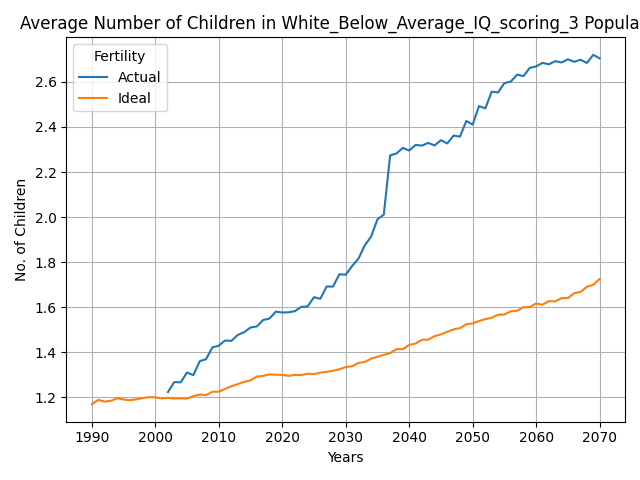 Average Number of Children in White_Below_Average_IQ_scoring_3 Popula
Fertility
Actual
Ideal
No. of Children
2.6
2.4
2.2
2.0
1.8
1.6
1.4
1.2
1990 2000 2010 2020 2030 2040 2050 2060 2070
Years